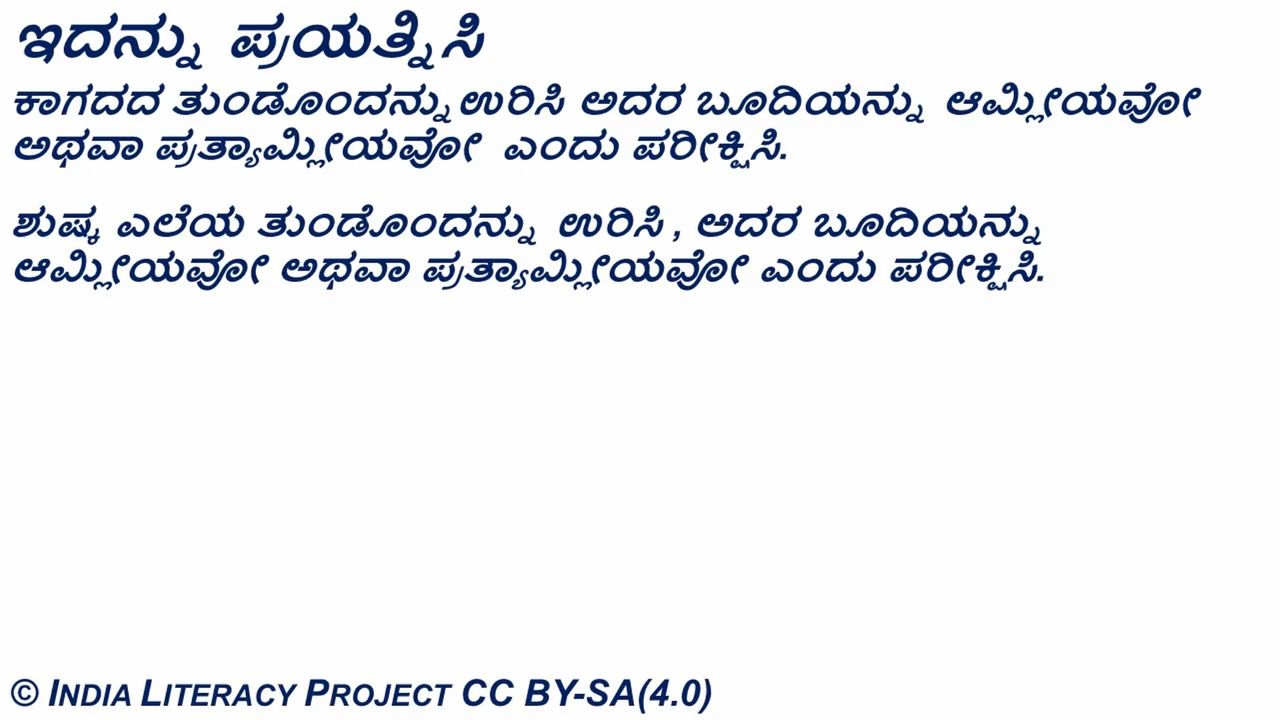 ಇದನ್ನು ಪ್ರಯತ್ನಿಸಿ
ಕಾಗದದ ತುಂಡೊಂದನ್ನು ಉರಿಸಿ ಅದರ ಬೂದಿಯನ್ನು ಆಮ್ಲೀಯವೋ
ಅಥವಾ ಪ್ರತ್ಯಾಮ್ಲೀಯವೋ ಎಂದು ಪರೀಕ್ಷಿಸಿ.
ಶುಷ್ಕ ಎಲೆಯ ತುಂಡೊಂದನ್ನು ಉರಿಸಿ, ಅದರ ಬೂದಿಯನ್ನು
ಆಮ್ಲೀಯವೋ ಅಥವಾ ಪ್ರತ್ಯಾಮ್ಲೀಯವೋ ಎಂದು ಪರೀಕ್ಷಿಸಿ.
© INDIA LITERACY PROJECT CC BY-SA(4.0)